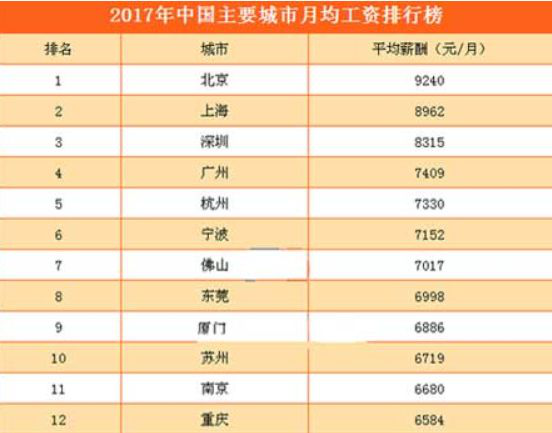 2017年中国主要城市月均工资排行榜
排名 城市 平均薪酬（元/月）
1 北京 9240
2 上海 8962
3 深圳 8315
4 广州 7409
5 杭州 7330
6 宁波 7152
7 佛山 7017
8 东莞 6998
9 厦门 6886
10 苏州 6719
11 南京 6680
12 重庆 6584